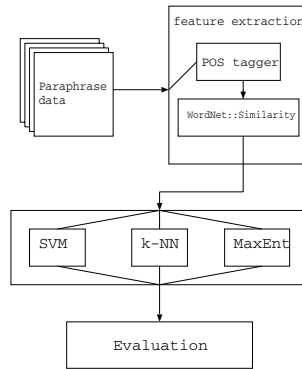 feature extraction
Paraphrase
data
POS tagger
WordNet::Similarity
SVM
k-NN
MaxEnt
Evaluation